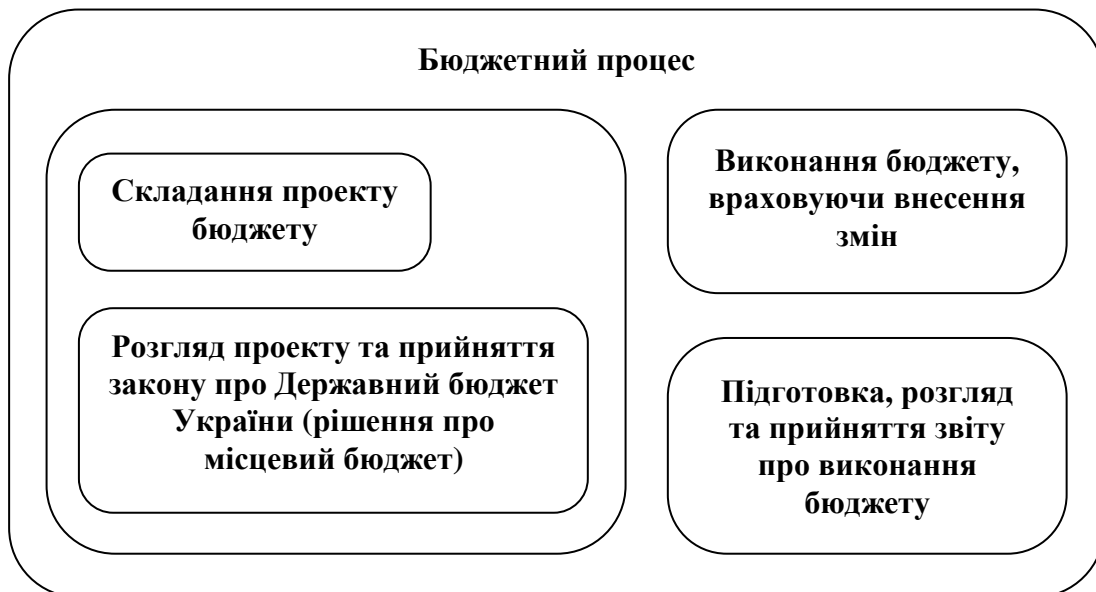 Бюджетний процес
Складання проекту
бюджету
Розгляд проекту та прийняття
закону про Державний бюджет
України (рішення про
місцевий бюджет)
Виконання бюджету,
враховуючи внесення
змін
Підготовка, розгляд
та прийняття звіту
про виконання
бюджету